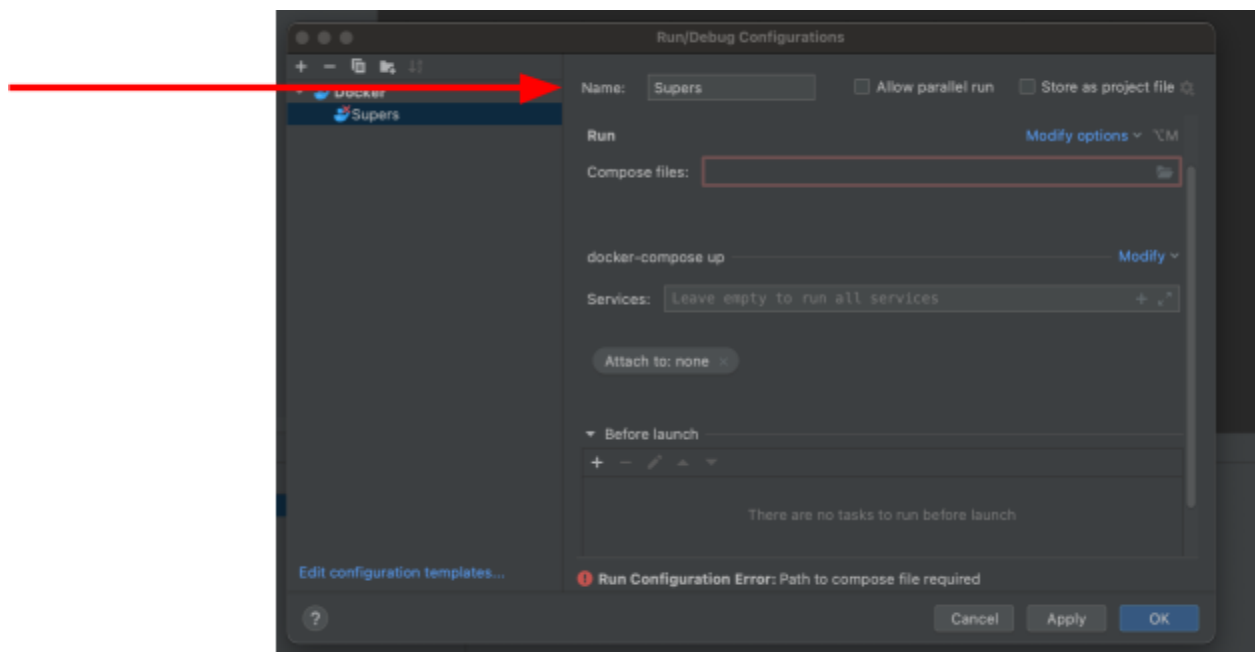 Run/Debug Configurations
Docker
Supers
Edit configuration templates...
Name: Supers Allow parallel run Store as project file
Run Modify options ⌥M
Compose files:
docker-compose up Modify
Services: Leave empty to run all services
Attach to: none
Before launch
There are no tasks to run before launch
Run Configuration Error: Path to compose file required
? Cancel Apply OK